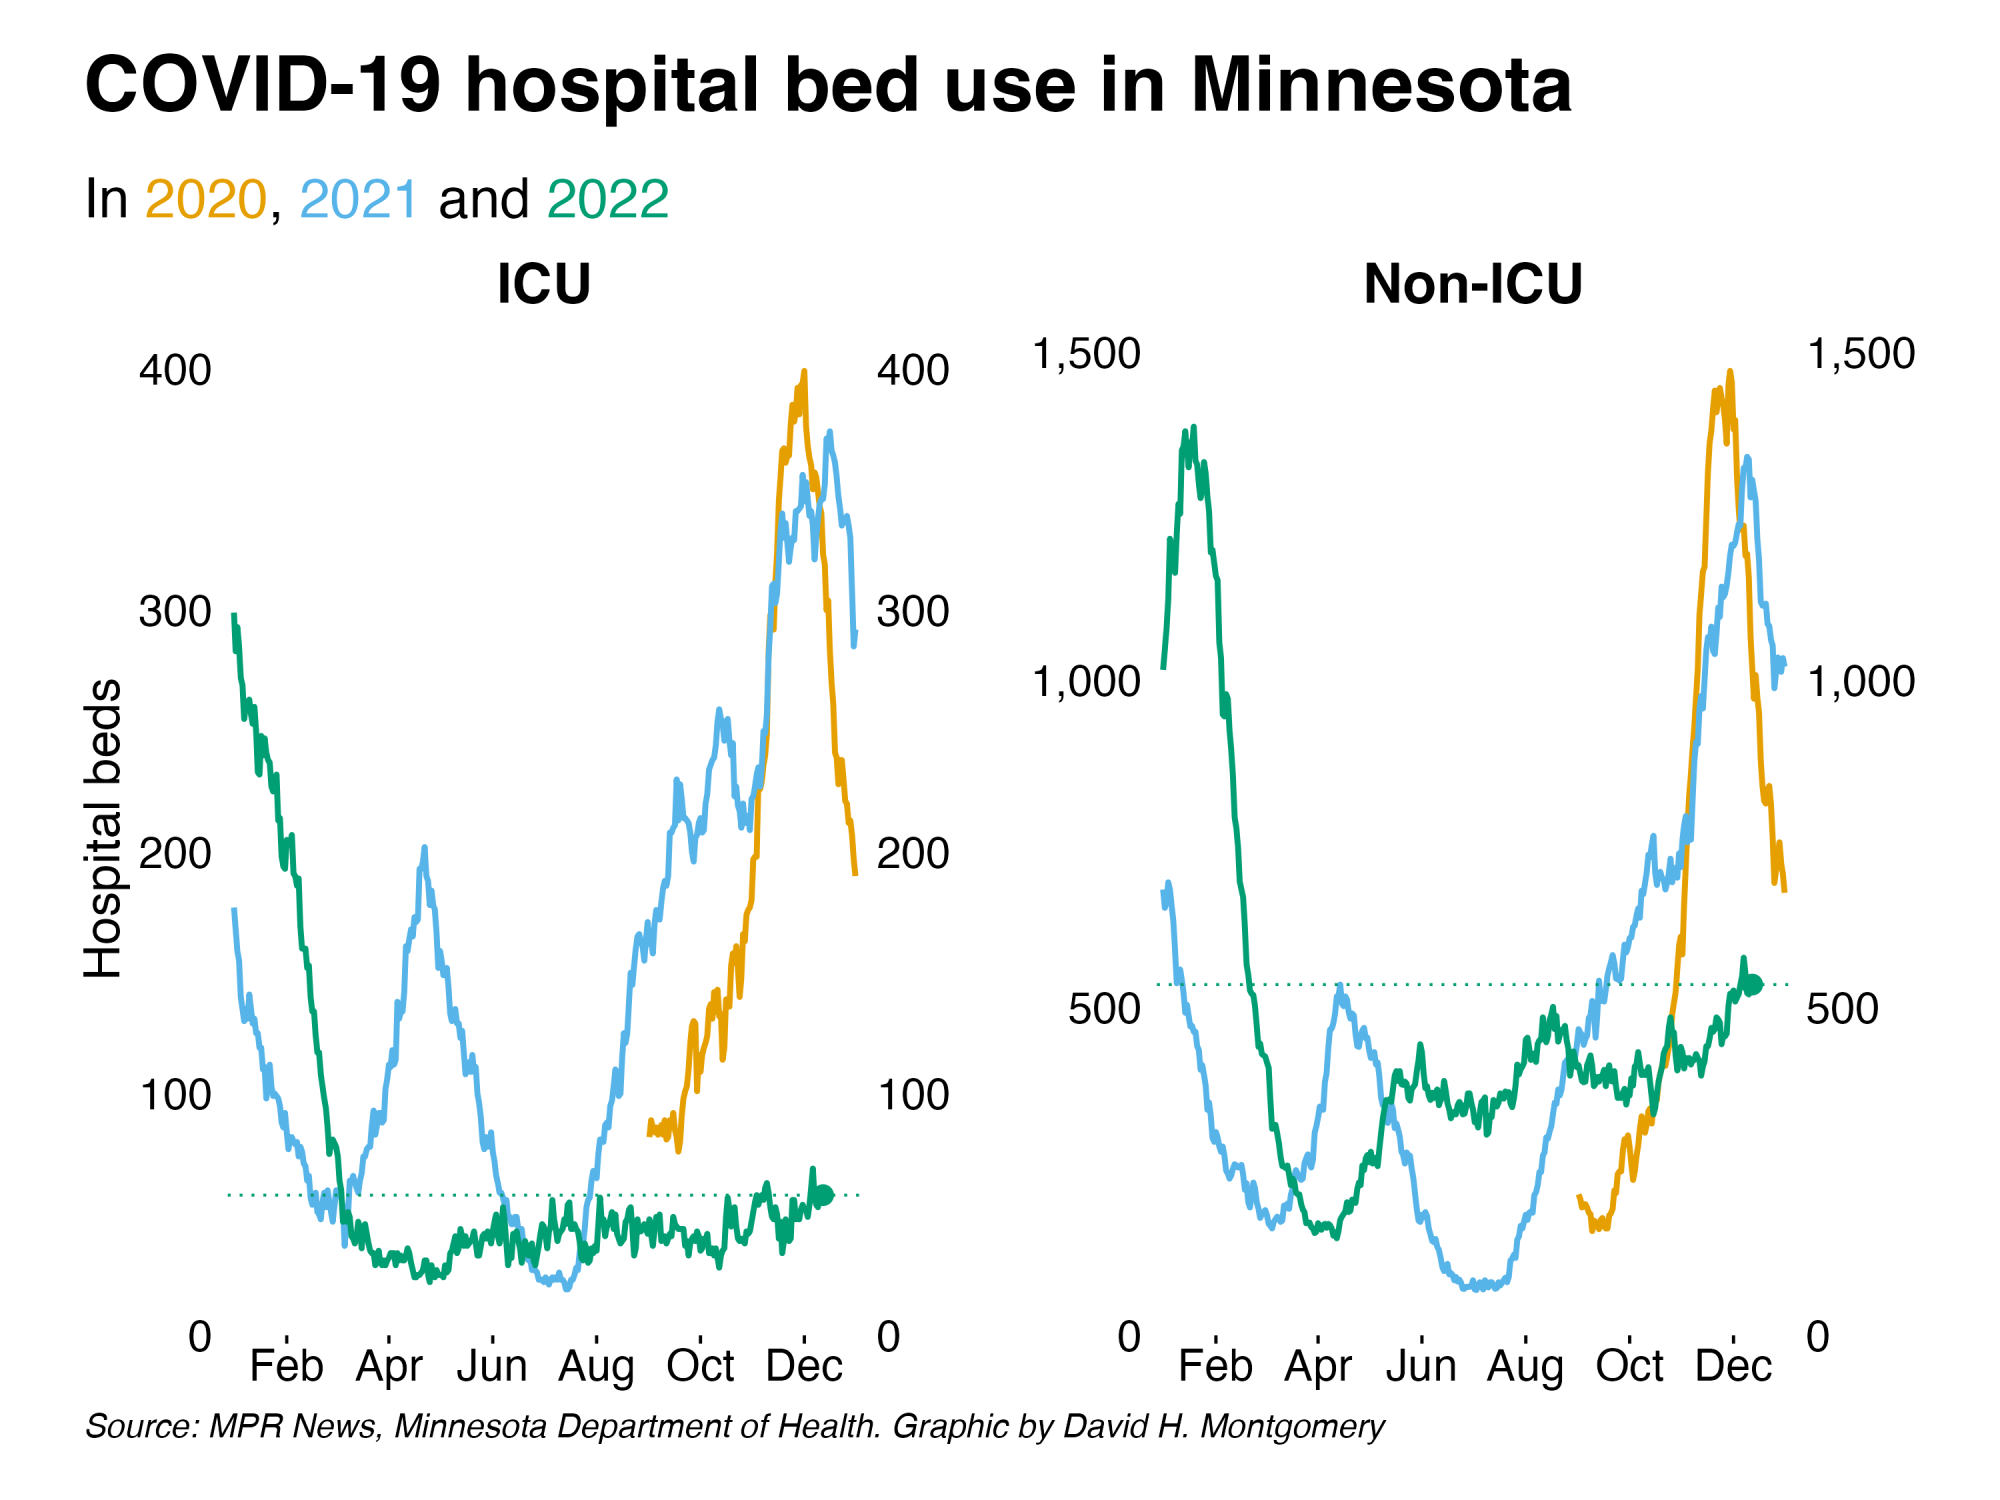 COVID-19 hospital bed use in Minnesota
In 2020, 2021 and 2022
ICU
Non-ICU
Hospital beds
400
300
200
100
0
400
300
200
100
0
Feb Apr Jun Aug Oct Dec
1,500
1,000
500
0
1,500
1,000
500
0
Feb Apr Jun Aug Oct Dec
Source: MPR News, Minnesota Department of Health. Graphic by David H. Montgomery